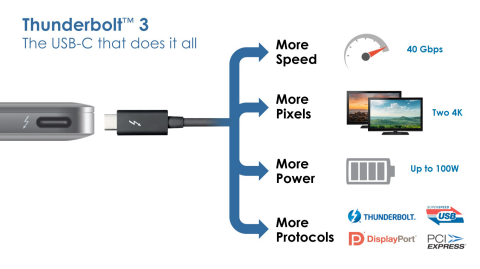 Thunderbolt™ 3
The USB-C that does it all
More
Speed
40 Gbps
More
Pixels
Two 4K
More
Power
Up to 100W
More
Protocols
THUNDERBOLT.
SUPERSPEED
USB
DisplayPort
PCI
EXPRESS